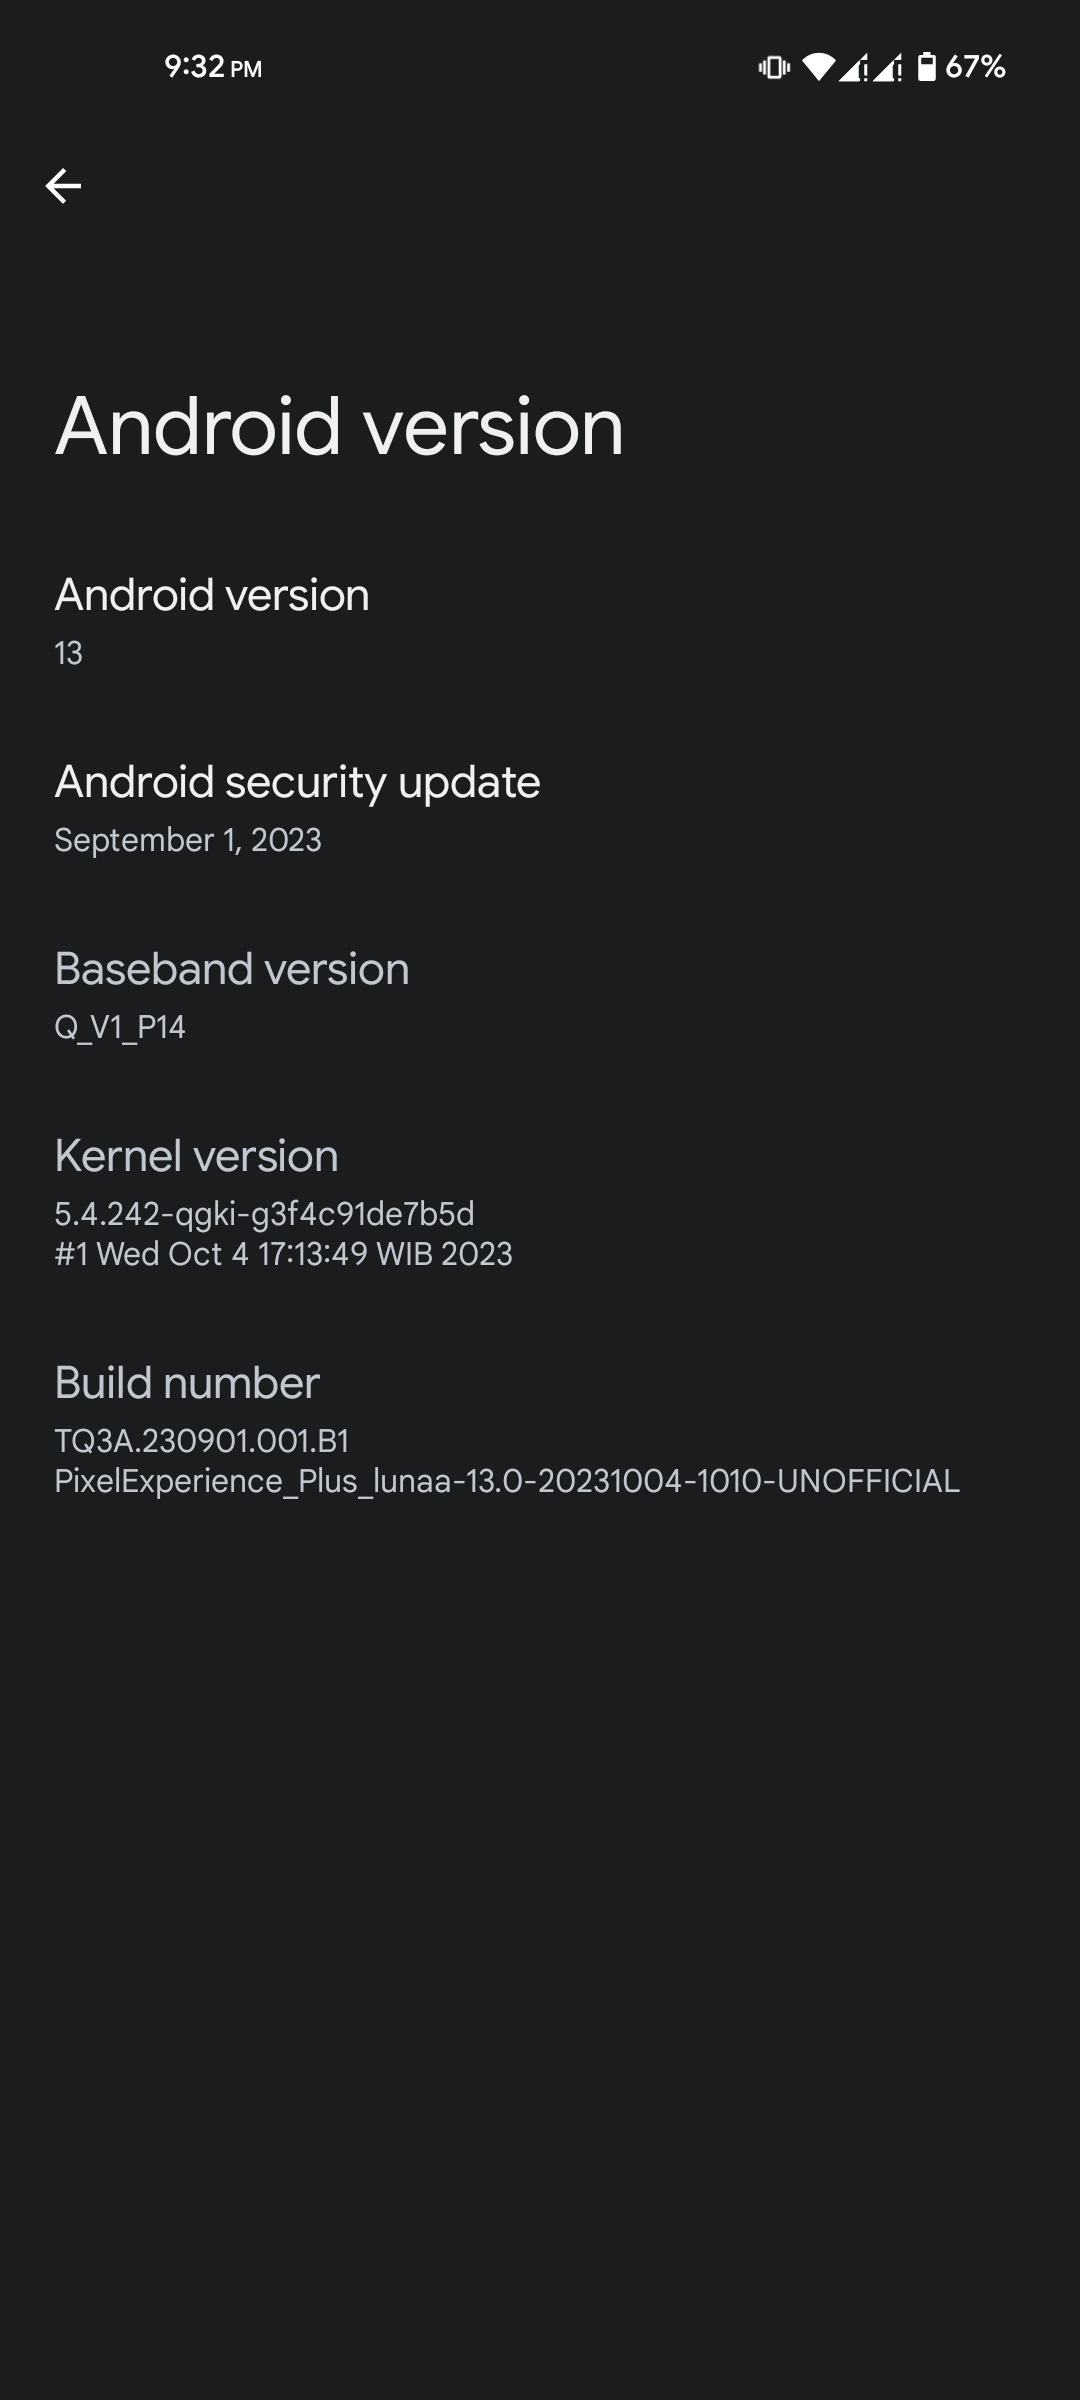 9:32 PM
67%
Android version
Android version
13
Android security update
September 1, 2023
Baseband version
Q_V1_P14
Kernel version
5.4.242-qgki-g3f4c91de7b5d
#1 Wed Oct 4 17:13:49 WIB 2023
Build number
TQ3A.230901.001.B1
PixelExperience_Plus_lunaa-13.0-20231004-1010-UNOFFICIAL